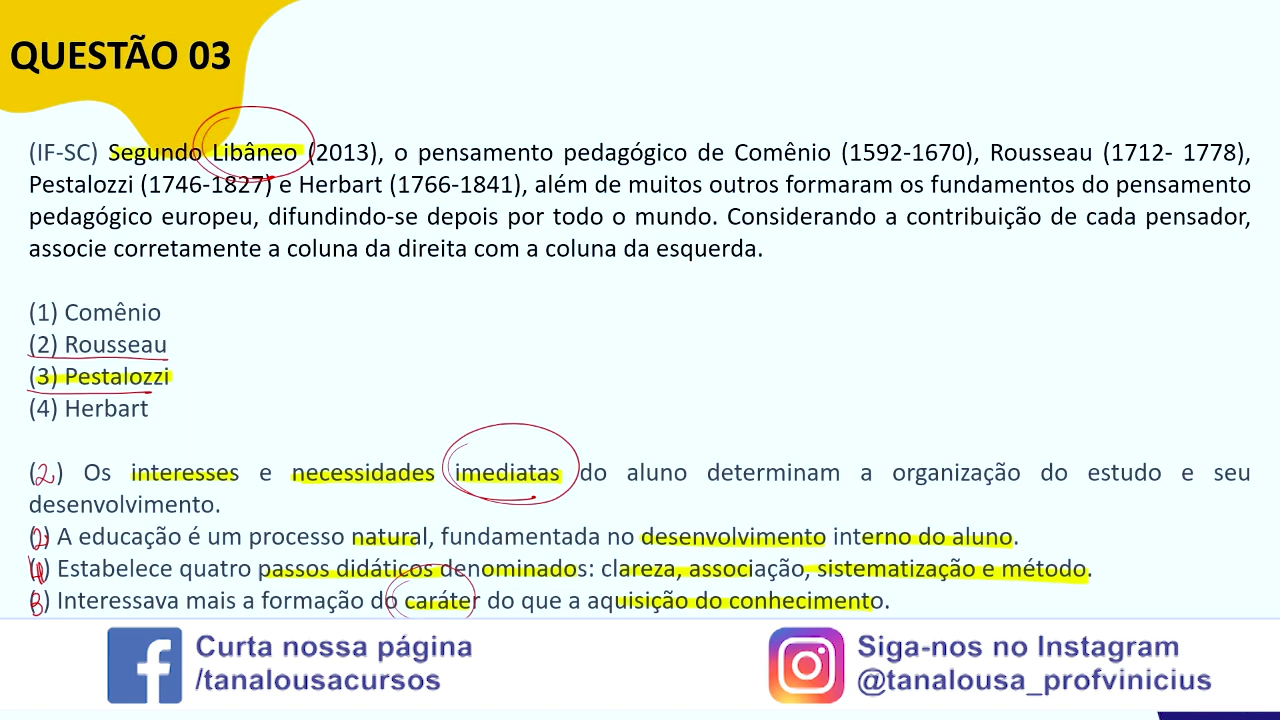 QUESTÃO 03
(IF-SC) Segundo Libâneo (2013), o pensamento pedagógico de Comênio (1592-1670), Rousseau (1712- 1778),
Pestalozzi (1746-1827) e Herbart (1766-1841), além de muitos outros formaram os fundamentos do pensamento
pedagógico europeu, difundindo-se depois por todo o mundo. Considerando a contribuição de cada pensador,
associe corretamente a coluna da direita com a coluna da esquerda.
(1) Comênio
(2) Rousseau
(3) Pestalozzi
(4) Herbart
(2) Os interesses e necessidades imediatas do aluno determinam a organização do estudo e seu
desenvolvimento.
(2) A educação é um processo natural, fundamentada no desenvolvimento interno do aluno.
(4) Estabelece quatro passos didáticos denominados: clareza, associação, sistematização e método.
(3) Interessava mais a formação do caráter do que a aquisição do conhecimento.
Curta nossa página
/tanalousacursos
Siga-nos no Instagram
@tanalousa_profvinicius